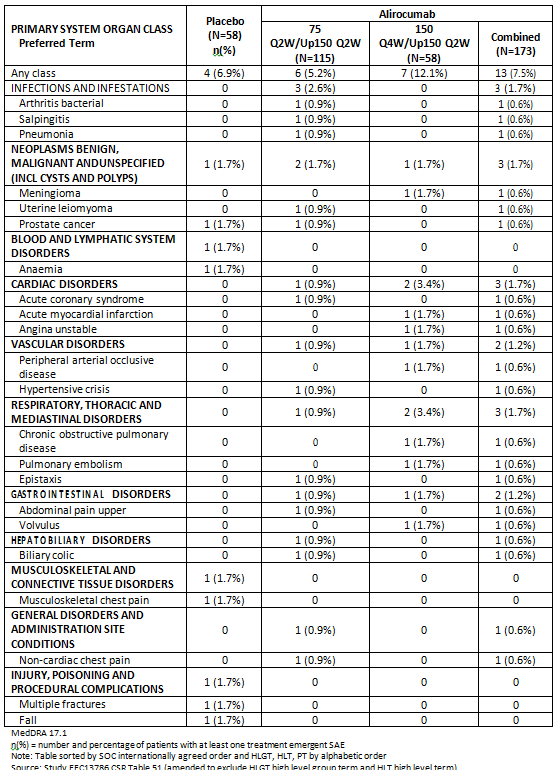 PRIMARY SYSTEM ORGAN CLASS
Preferred Term
Placebo
(N=58)
n(%)
Alirocumab
75
Q2W/Up150 Q2W
(N=115)
150
Q4W/Up150 Q2W
(N=58)
Combined
(N=173)
Any class 4 (6.9%) 6 (5.2%) 7 (12.1%) 13 (7.5%)
INFECTIONS AND INFESTATIONS 0 3 (2.6%) 0 3 (1.7%)
Arthritis bacterial 0 1 (0.9%) 0 1 (0.6%)
Salpingitis 0 1 (0.9%) 0 1 (0.6%)
Pneumonia 0 1 (0.9%) 0 1 (0.6%)
NEOPLASMS BENIGN,
MALIGNANT ANDUNSPECIFIED
(INCL CYSTS AND POLYPS)
1 (1.7%) 2 (1.7%) 1 (1.7%) 3 (1.7%)
Meningioma 0 0 1 (1.7%) 1 (0.6%)
Uterine leiomyoma 0 1 (0.9%) 0 1 (0.6%)
Prostate cancer 1 (1.7%) 1 (0.9%) 0 1 (0.6%)
BLOOD AND LYMPHATIC SYSTEM
DISORDERS
1 (1.7%) 0 0 0
Anaemia 1 (1.7%) 0 0 0
CARDIAC DISORDERS 0 1 (0.9%) 2 (3.4%) 3 (1.7%)
Acute coronary syndrome 0 1 (0.9%) 0 1 (0.6%)
Acute myocardial infarction 0 0 1 (1.7%) 1 (0.6%)
Angina unstable 0 0 1 (1.7%) 1 (0.6%)
VASCULAR DISORDERS 0 1 (0.9%) 1 (1.7%) 2 (1.2%)
Peripheral arterial occlusive
disease
0 0 1 (1.7%) 1 (0.6%)
Hypertensive crisis 0 1 (0.9%) 0 1 (0.6%)
RESPIRATORY, THORACIC AND
MEDIASTINAL DISORDERS
0 1 (0.9%) 2 (3.4%) 3 (1.7%)
Chronic obstructive pulmonary
disease
0 0 1 (1.7%) 1 (0.6%)
Pulmonary embolism 0 0 1 (1.7%) 1 (0.6%)
Epistaxis 0 1 (0.9%) 0 1 (0.6%)
GASTROINTESTINAL DISORDERS 0 1 (0.9%) 1 (1.7%) 2 (1.2%)
Abdominal pain upper 0 1 (0.9%) 0 1 (0.6%)
Volvulus 0 0 1 (1.7%) 1 (0.6%)
HEPATOBILIARY DISORDERS 0 1 (0.9%) 0 1 (0.6%)
Biliary colic 0 1 (0.9%) 0 1 (0.6%)
MUSCULOSKELETAL AND
CONNECTIVE TISSUE DISORDERS
1 (1.7%) 0 0 0
Musculoskeletal chest pain 1 (1.7%) 0 0 0
GENERAL DISORDERS AND
ADMINISTRATION SITE
CONDITIONS
0 1 (0.9%) 0 1 (0.6%)
Non-cardiac chest pain 0 1 (0.9%) 0 1 (0.6%)
INJURY, POISONING AND
PROCEDURAL COMPLICATIONS
1 (1.7%) 0 0 0
Multiple fractures 1 (1.7%) 0 0 0
Fall 1 (1.7%) 0 0 0
MedDRA 17.1
n(%) = number and percentage of patients with at least one treatment emergent SAE
Note: Table sorted by SOC internationally agreed order and HLGT, HLT, PT by alphabetic order
Source: Study EFC13786 CSR Table 51 (amended to exclude HLGT high level group term and HLT high level term)